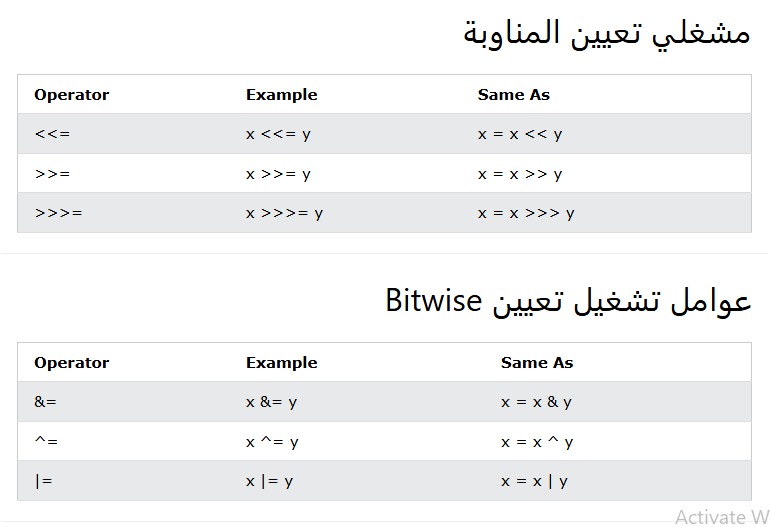 مشغلي تعيين المناوبة
Operator Example Same As
<<= x <<= y x = x << y
>>= x >>= y x = x >> y
>>>= x >>>= y x = x >>> y
عوامل تشغيل تعيين Bitwise
Operator Example Same As
&= x &= y x = x & y
^= x ^= y x = x ^ y
|= x |= y x = x | y
Activate W